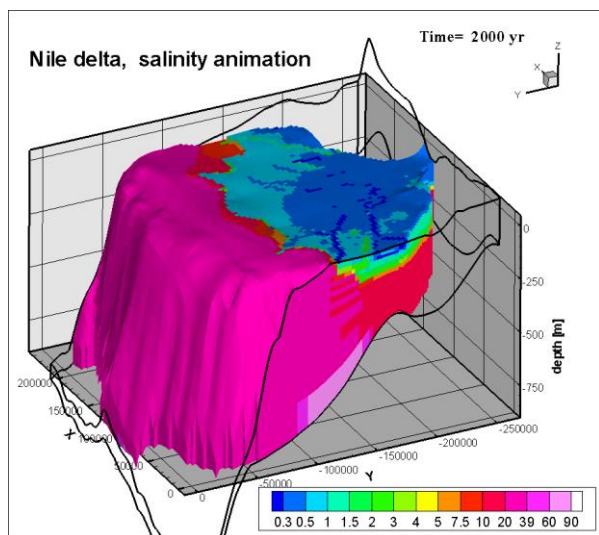 Time= 2000 yr
Nile delta, salinity animation
Z
X
Y
0
-250
-500
-750
depth [m]
200000
150000
100000
50000
0
X
0
-50000
-100000
-150000
-200000
-250000
Y
0.3 0.5 1 1.5 2 3 4 5 7.5 10 20 39 60 90